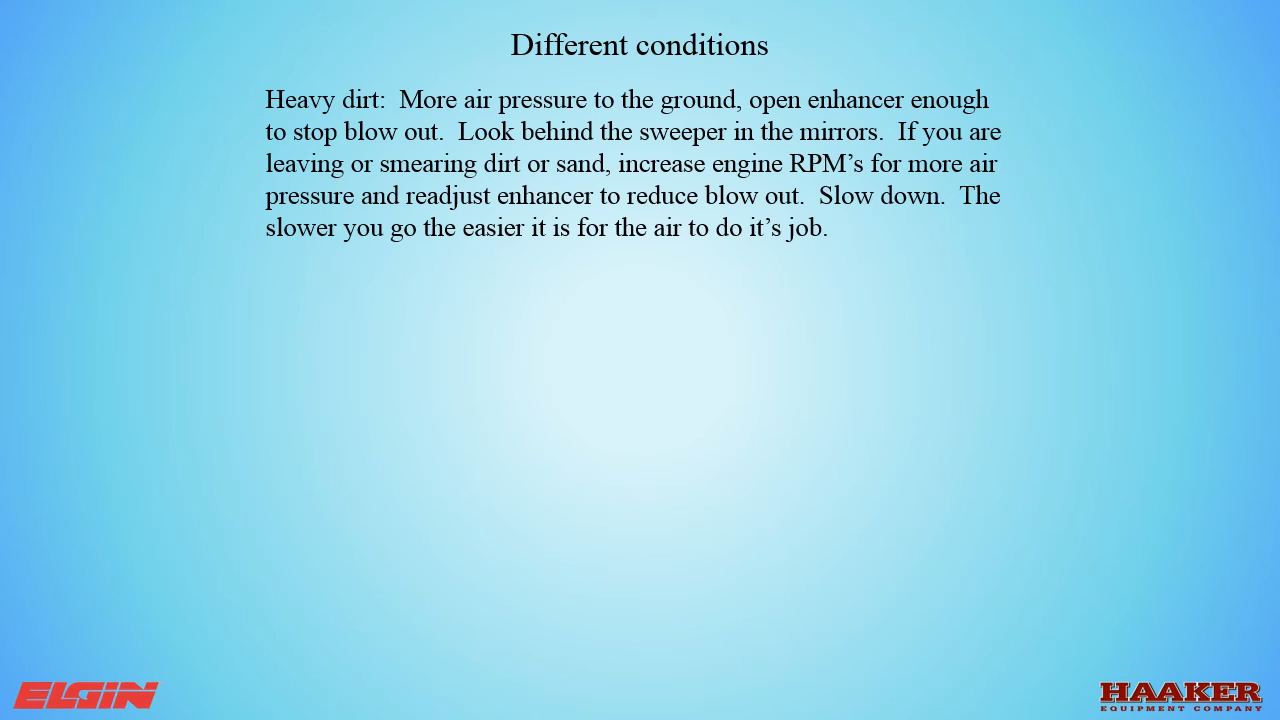 Different conditions
Heavy dirt:  More air pressure to the ground, open enhancer enough
to stop blow out.  Look behind the sweeper in the mirrors.  If you are
leaving or smearing dirt or sand, increase engine RPM’s for more air
pressure and readjust enhancer to reduce blow out.  Slow down.  The
slower you go the easier it is for the air to do it’s job.
ELGIN
HAAKER
EQUIPMENT COMPANY